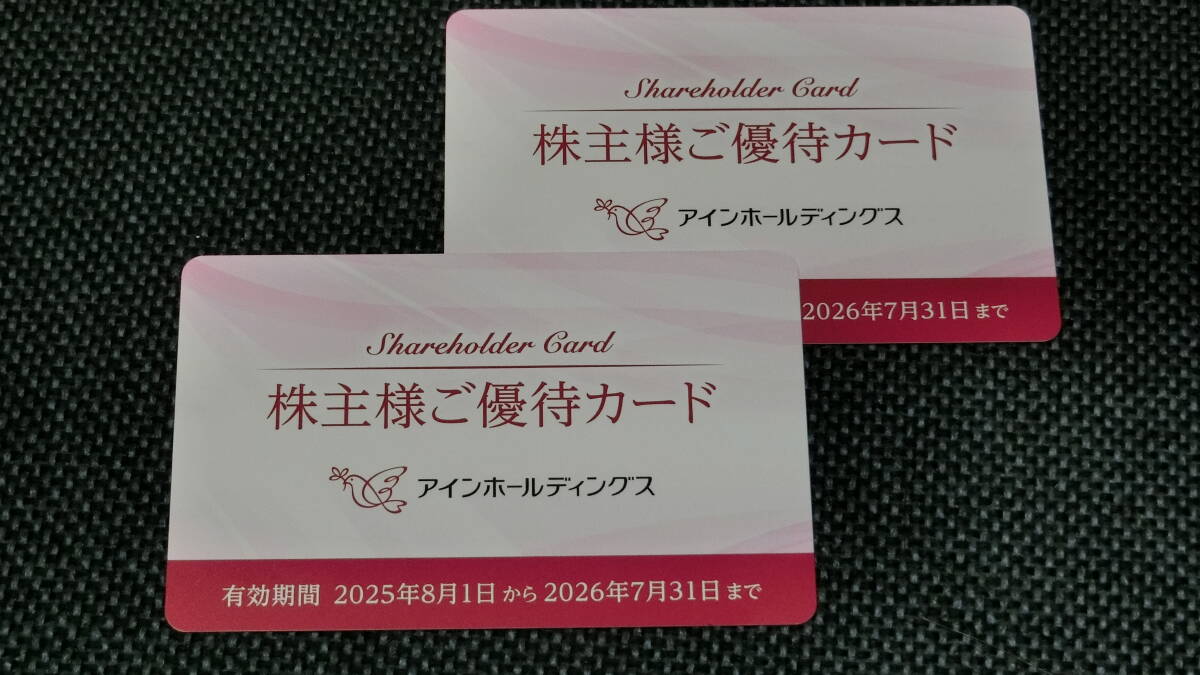 Shareholder Card
株主様ご優待カード
アインホールディングス
2026年7月31日まで
Shareholder Card
株主様ご優待カード
アインホールディングス
有効期間 2025年8月1日から2026年7月31日まで